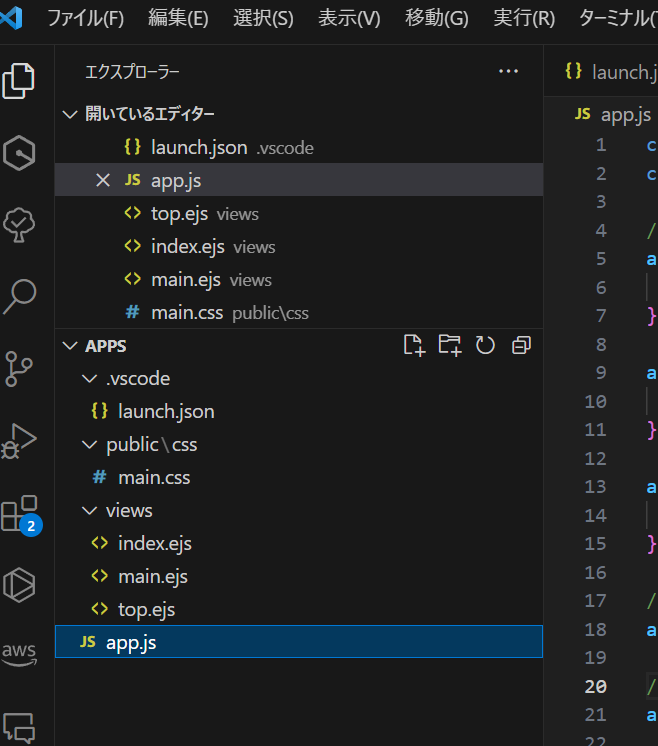 ファイル(F) 編集(E) 選択(S) 表示(V) 移動(G) 実行(R) ターミナル(T
エクスプローラー ...
{} launch.j
開いているエディター
JS app.js
{} launch.json .vscode
JS app.js
<> top.ejs views
<> index.ejs views
<> main.ejs views
# main.css public\css
APPS
.vscode
{} launch.json
public\css
# main.css
views
<> index.ejs
<> main.ejs
<> top.ejs
JS app.js
2
aws
1 c
2 c
3
4 /
5 a
6
7 }
8
9 a
10
11 }
12
13 a
14
15 }
16
17 /
18 a
19
20 /
21 a
22